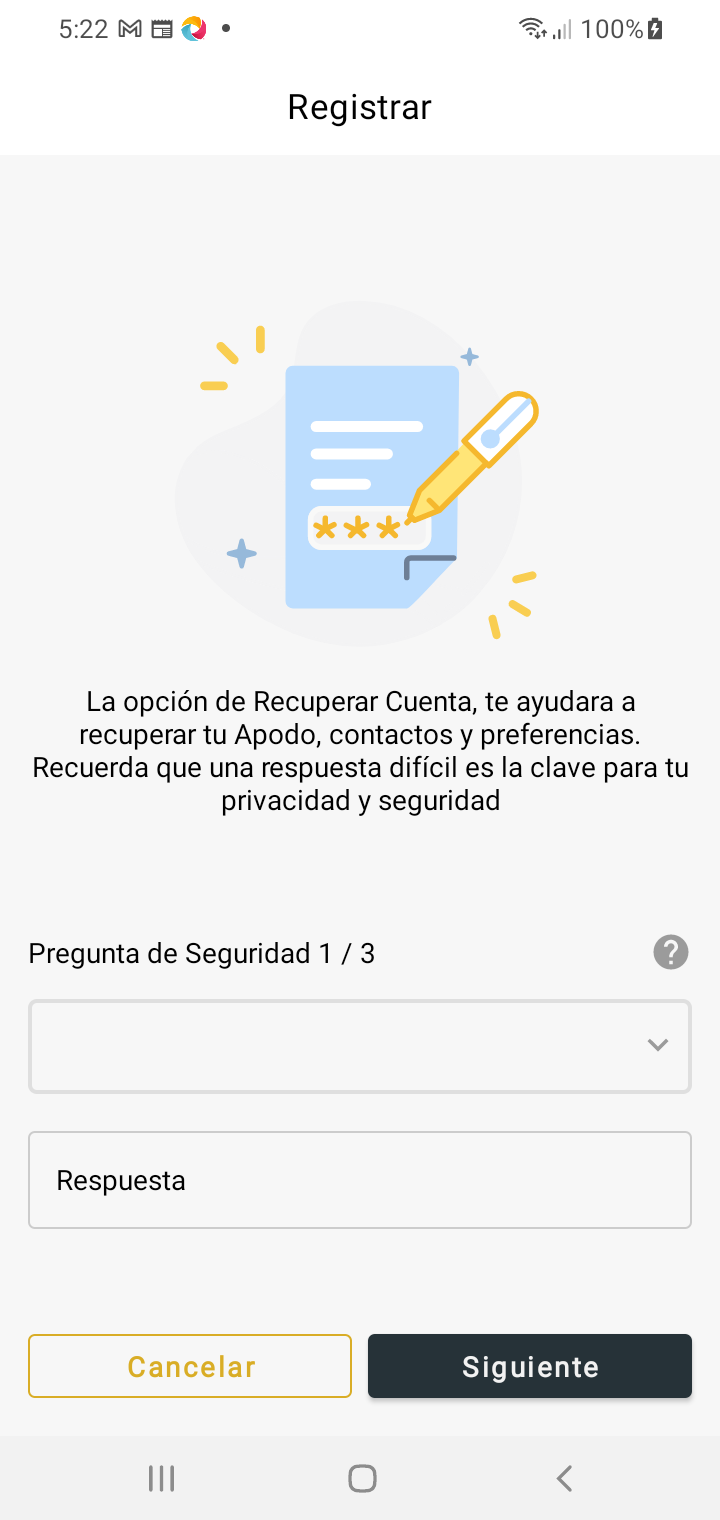 5:22 100%
Registrar
***
La opción de Recuperar Cuenta, te ayudara a
recuperar tu Apodo, contactos y preferencias.
Recuerda que una respuesta difícil es la clave para tu
privacidad y seguridad
Pregunta de Seguridad 1 / 3 ?
Respuesta
Cancelar Siguiente